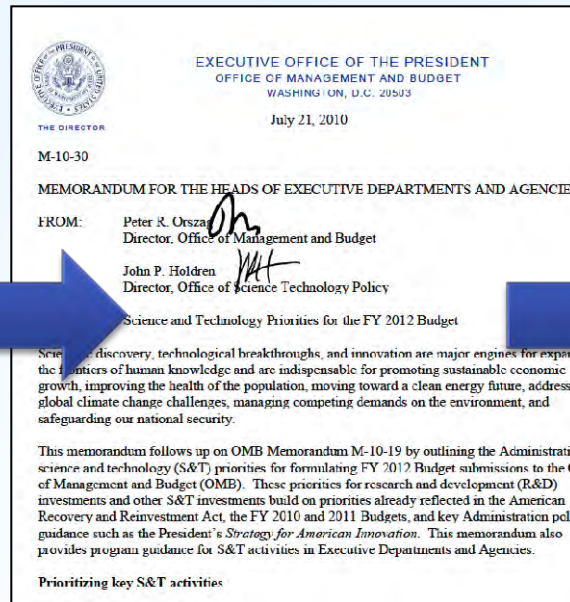 EXECUTIVE OFFICE OF THE PRESIDENT
OFFICE OF MANAGEMENT AND BUDGET
WASHINGTON, D.C. 20503
THE DIRECTOR
July 21, 2010
M-10-30
MEMORANDUM FOR THE HEADS OF EXECUTIVE DEPARTMENTS AND AGENCIE
FROM: Peter R. Orszag
Director, Office of Management and Budget
John P. Holdren
Director, Office of Science Technology Policy
Science and Technology Priorities for the FY 2012 Budget
discovery, technological breakthroughs, and innovation are major engines for expa
the frontiers of human knowledge and are indispensable for promoting sustainable economic
growth, improving the health of the population, moving toward a clean energy future, address
global climate change challenges, managing competing demands on the environment, and
safeguarding our national security.
This memorandum follows up on OMB Memorandum M-10-19 by outlining the Administrati
science and technology (S&T) priorities for formulating FY 2012 Budget submissions to the O
of Management and Budget (OMB). These priorities for research and development (R&D)
investments and other S&T investments build on priorities already reflected in the American
Recovery and Reinvestment Act, the FY 2010 and 2011 Budgets, and key Administration pol
guidance such as the President's Strategy for American Innovation. This memorandum also
provides program guidance for S&T activities in Executive Departments and Agencies.
Prioritizing key S&T activities